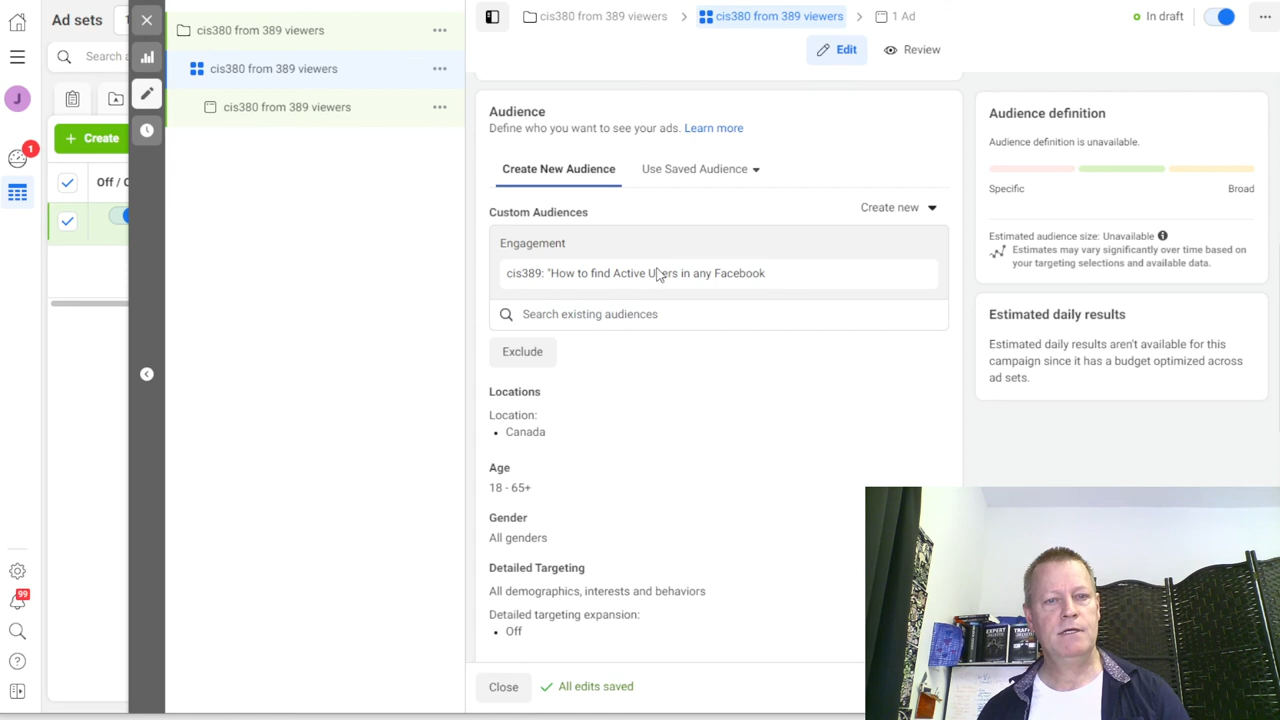 Ad sets
Search
+ Create
Off / O
J
1
99
cis380 from 389 viewers
cis380 from 389 viewers
cis380 from 389 viewers
cis380 from 389 viewers
cis380 from 389 viewers
1 Ad
In draft
Edit
Review
Audience
Define who you want to see your ads. Learn more
Create New Audience
Use Saved Audience
Custom Audiences
Create new
Engagement
cis389: "How to find Active Users in any Facebook
Search existing audiences
Exclude
Locations
Location:
• Canada
Age
18 - 65+
Gender
All genders
Detailed Targeting
All demographics, interests and behaviors
Detailed targeting expansion:
• Off
Close
All edits saved
Audience definition
Audience definition is unavailable.
Specific
Broad
Estimated audience size: Unavailable
Estimates may vary significantly over time based on
your targeting selections and available data.
Estimated daily results
Estimated daily results aren't available for this
campaign since it has a budget optimized across
ad sets.
EXPERT
TRAFFIC